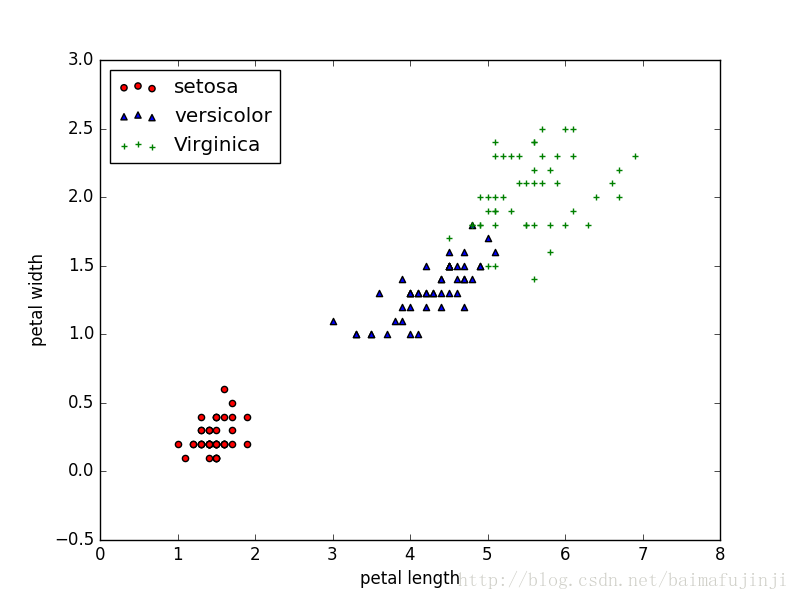 3.0
2.5
2.0
1.5
1.0
0.5
0.0
−0.5
setosa
versicolor
Virginica
petal width
0 1 2 3 4 5 6 7 8
petal length
http://blog.csdn.net/baimafujinji